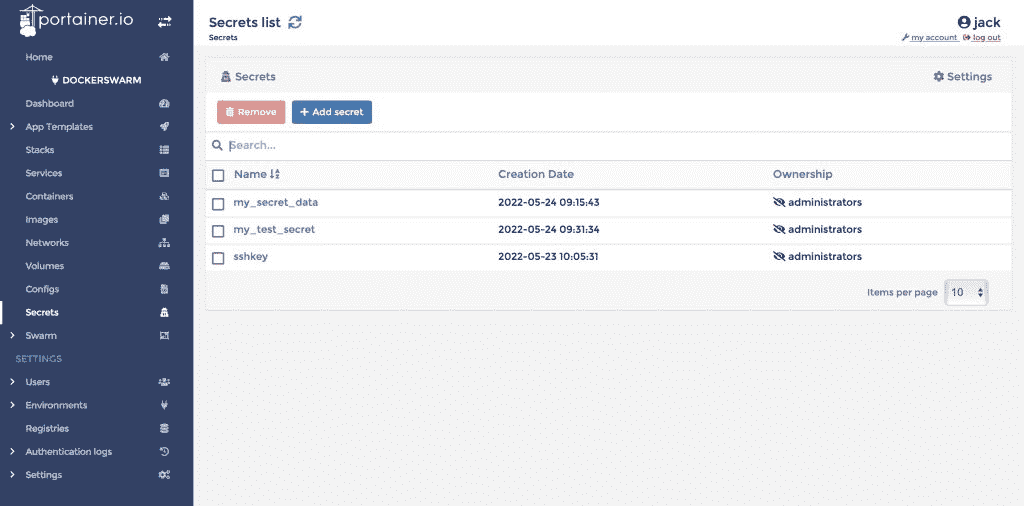 portainer.io
Home
DOCKERSWARM
Dashboard
App Templates
Stacks
Services
Containers
Images
Networks
Volumes
Configs
Secrets
Swarm
SETTINGS
Users
Environments
Registries
Authentication logs
Settings
Secrets list
Secrets
jack
my account log out
Secrets
Settings
Remove
+ Add secret
Search...
Name Creation Date Ownership
my_secret_data 2022-05-24 09:15:43 administrators
my_test_secret 2022-05-24 09:31:34 administrators
sshkey 2022-05-23 10:05:31 administrators
Items per page 10